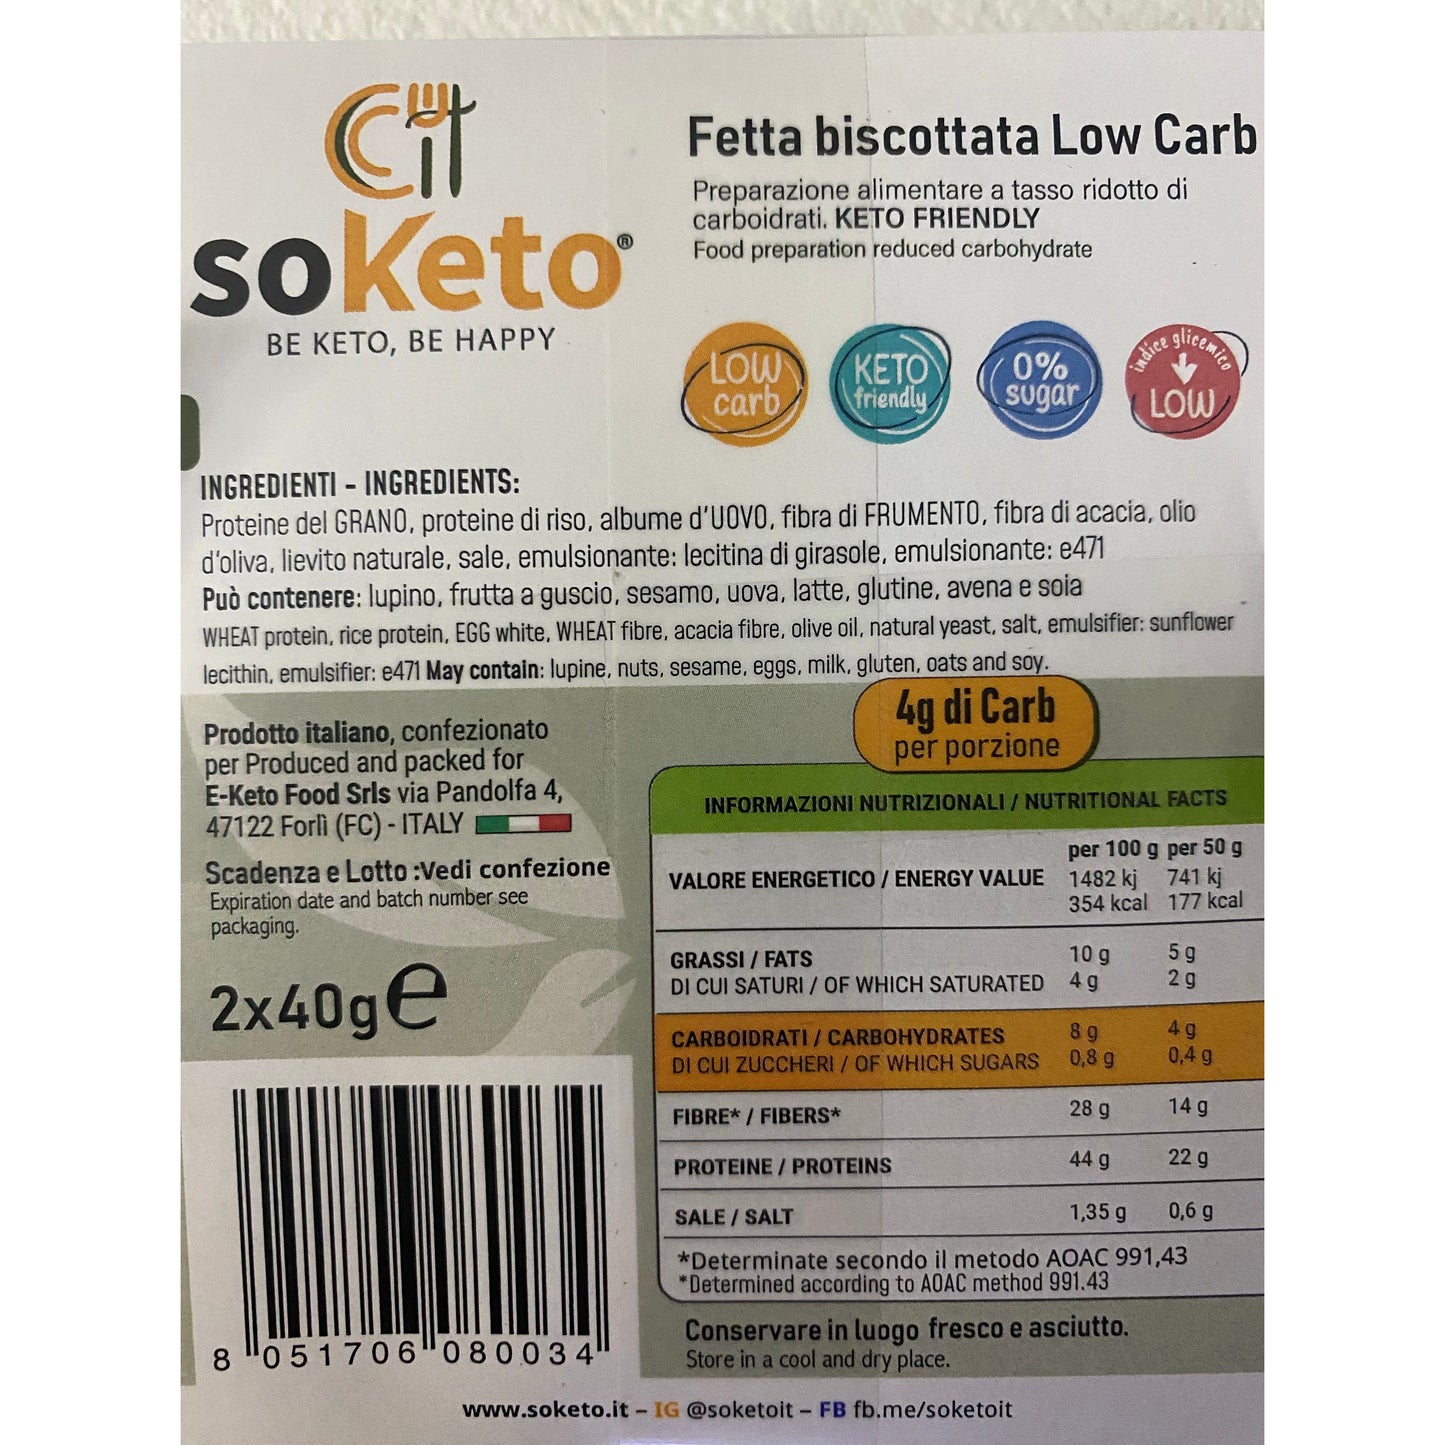 soKeto®
BE KETO, BE HAPPY
Fetta biscottata Low Carb
Preparazione alimentare a tasso ridotto di
carboidrati. KETO FRIENDLY
Food preparation reduced carbohydrate
LOW
carb
KETO
friendly
0%
sugar
indice glicemico
LOW
INGREDIENTI - INGREDIENTS:
Proteine del GRANO, proteine di riso, albume d'UOVO, fibra di FRUMENTO, fibra di acacia, olio
d'oliva, lievito naturale, sale, emulsionante: lecitina di girasole, emulsionante: e471
Può contenere: lupino, frutta a guscio, sesamo, uova, latte, glutine, avena e soia
WHEAT protein, rice protein, EGG white, WHEAT fibre, acacia fibre, olive oil, natural yeast, salt, emulsifier: sunflower
lecithin, emulsifier: e471 May contain: lupine, nuts, sesame, eggs, milk, gluten, oats and soy.
Prodotto italiano, confezionato
per Produced and packed for
E-Keto Food Srls via Pandolfa 4,
47122 Forlì (FC) - ITALY
Scadenza e Lotto :Vedi confezione
Expiration date and batch number see
packaging.
2x40g e
8 051706 080034
4g di Carb
per porzione
INFORMAZIONI NUTRIZIONALI / NUTRITIONAL FACTS
per 100 g per 50 g
VALORE ENERGETICO / ENERGY VALUE 1482 kj 741 kj
354 kcal 177 kcal
GRASSI / FATS 10 g 5 g
DI CUI SATURI / OF WHICH SATURATED 4 g 2 g
CARBOIDRATI / CARBOHYDRATES 8 g 4 g
DI CUI ZUCCHERI / OF WHICH SUGARS 0,8 g 0,4 g
FIBRE* / FIBERS* 28 g 14 g
PROTEINE / PROTEINS 44 g 22 g
SALE / SALT 1,35 g 0,6 g
*Determinate secondo il metodo AOAC 991,43
*Determined according to AOAC method 991.43
Conservare in luogo fresco e asciutto.
Store in a cool and dry place.
www.soketo.it – IG @soketoit – FB fb.me/soketoit